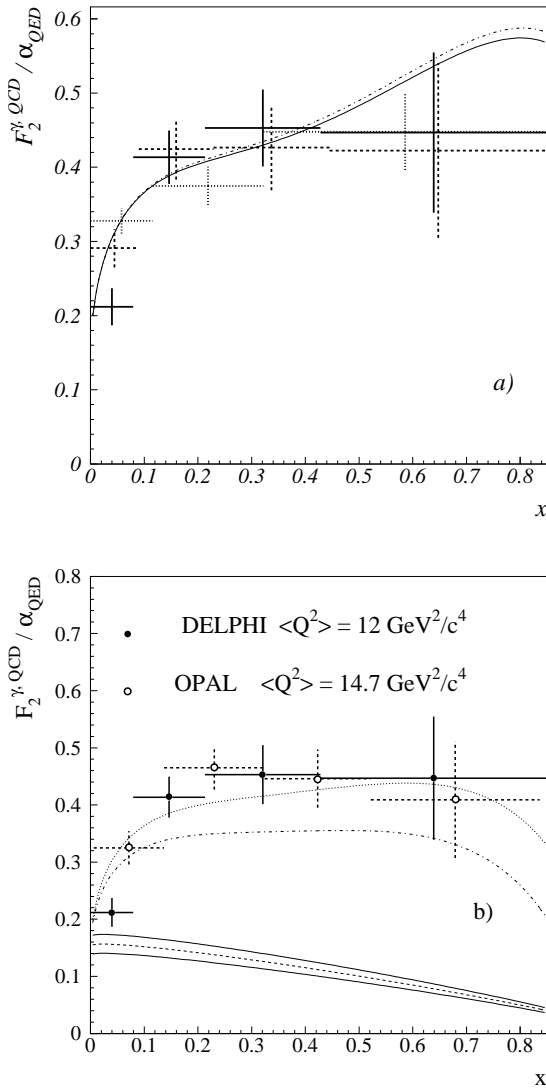 F₂^γ, QCD / α_QED
0.6
0.5
0.4
0.3
0.2
0.1
0
a)
0 0.1 0.2 0.3 0.4 0.5 0.6 0.7 0.8
x
F₂^γ, QCD / α_QED
0.8
DELPHI <Q²> = 12 GeV²/c⁴
0.7
OPAL <Q²> = 14.7 GeV²/c⁴
0.6
0.5
0.4
0.3
0.2
b)
0.1
0
0 0.1 0.2 0.3 0.4 0.5 0.6 0.7 0.8
x